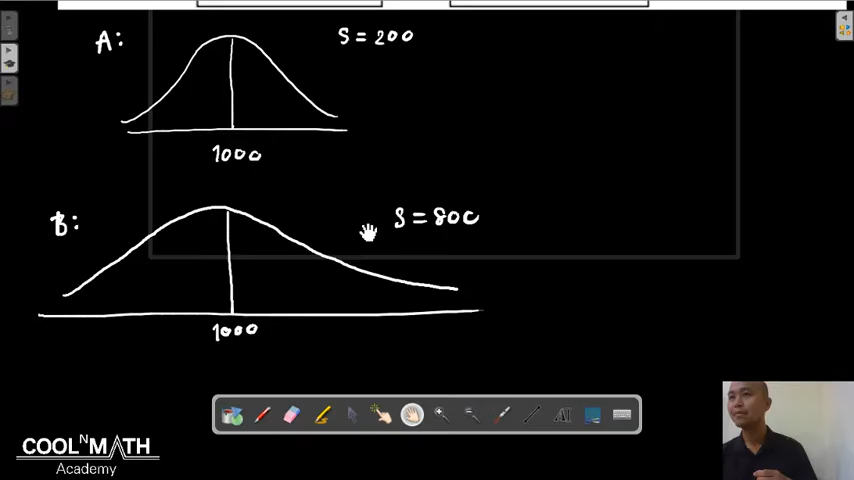 A: S = 200
1000
B: S = 800
1000
COOL N MATH
Academy